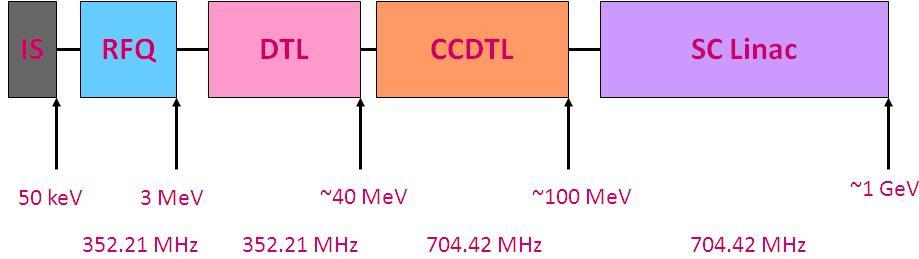 IS RFQ DTL CCDTL SC Linac
50 keV 3 MeV ~40 MeV ~100 MeV ~1 GeV
352.21 MHz 352.21 MHz 704.42 MHz 704.42 MHz